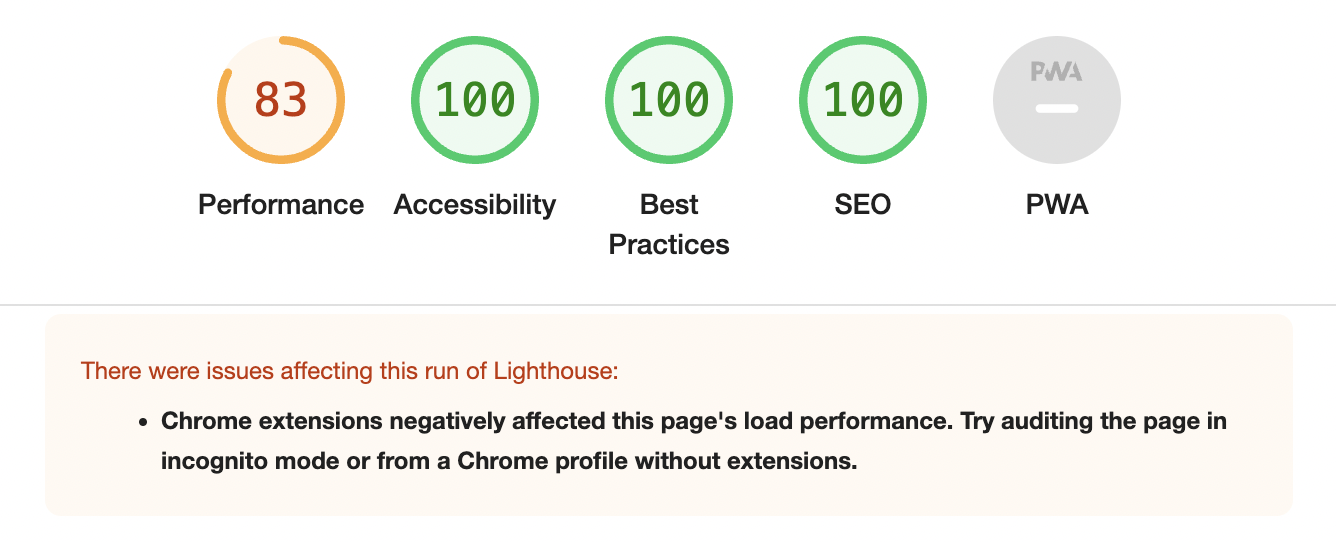 83
100
100
100
PWA
Performance
Accessibility
Best
Practices
SEO
PWA
There were issues affecting this run of Lighthouse:
• Chrome extensions negatively affected this page's load performance. Try auditing the page in
incognito mode or from a Chrome profile without extensions.